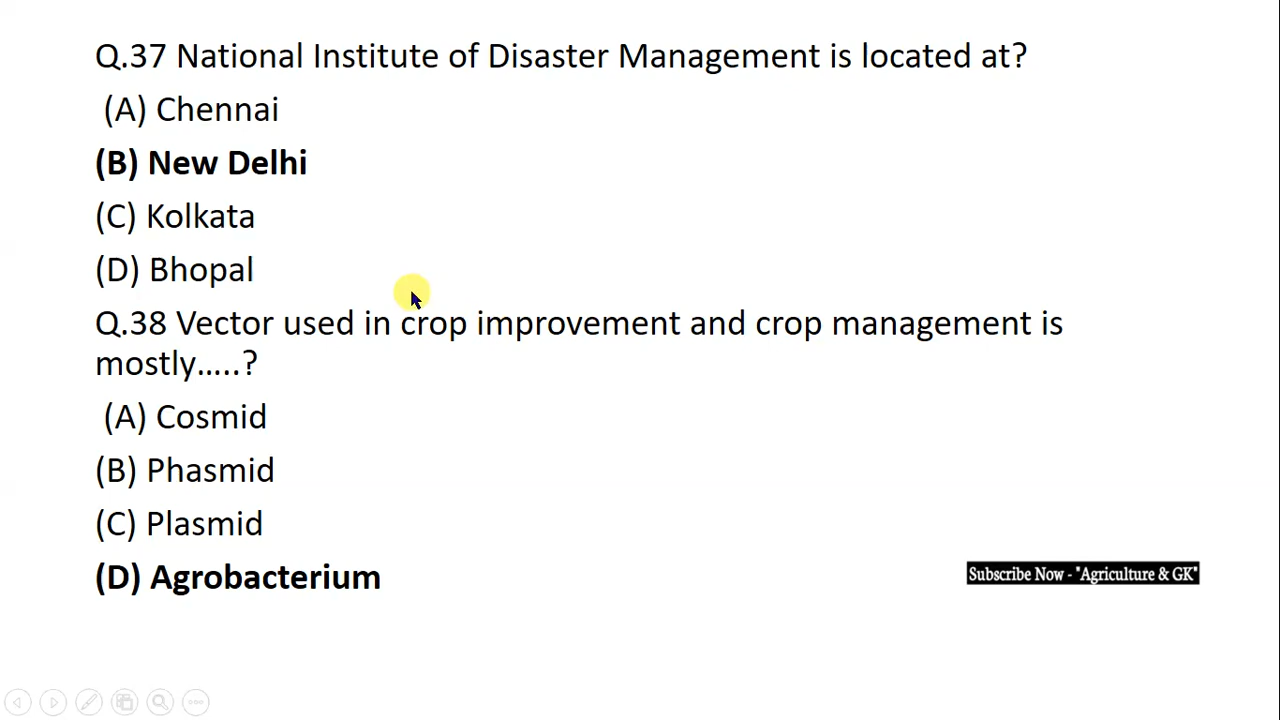 Q.37 National Institute of Disaster Management is located at?
(A) Chennai
(B) New Delhi
(C) Kolkata
(D) Bhopal
Q.38 Vector used in crop improvement and crop management is
mostly.....?
(A) Cosmid
(B) Phasmid
(C) Plasmid
(D) Agrobacterium
Subscribe Now - "Agriculture & GK"